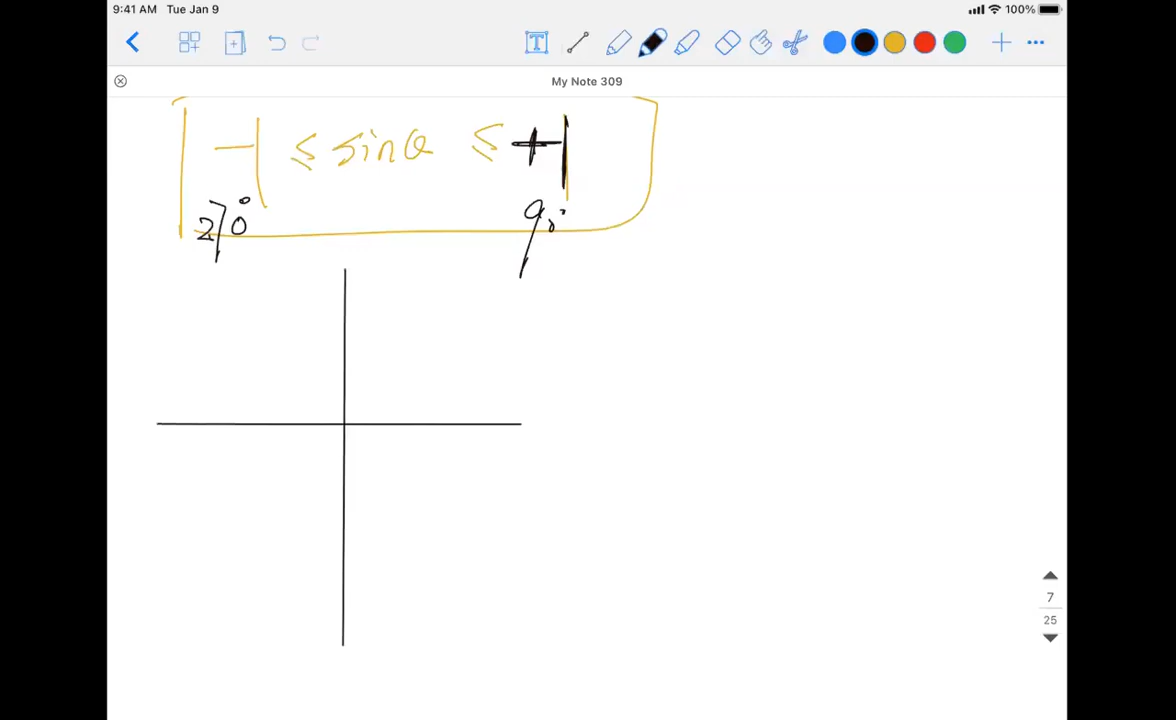 9:41 AM Tue Jan 9 100%
T
My Note 309
-1 ≤ sinθ ≤ +1
270° 90°
7
25